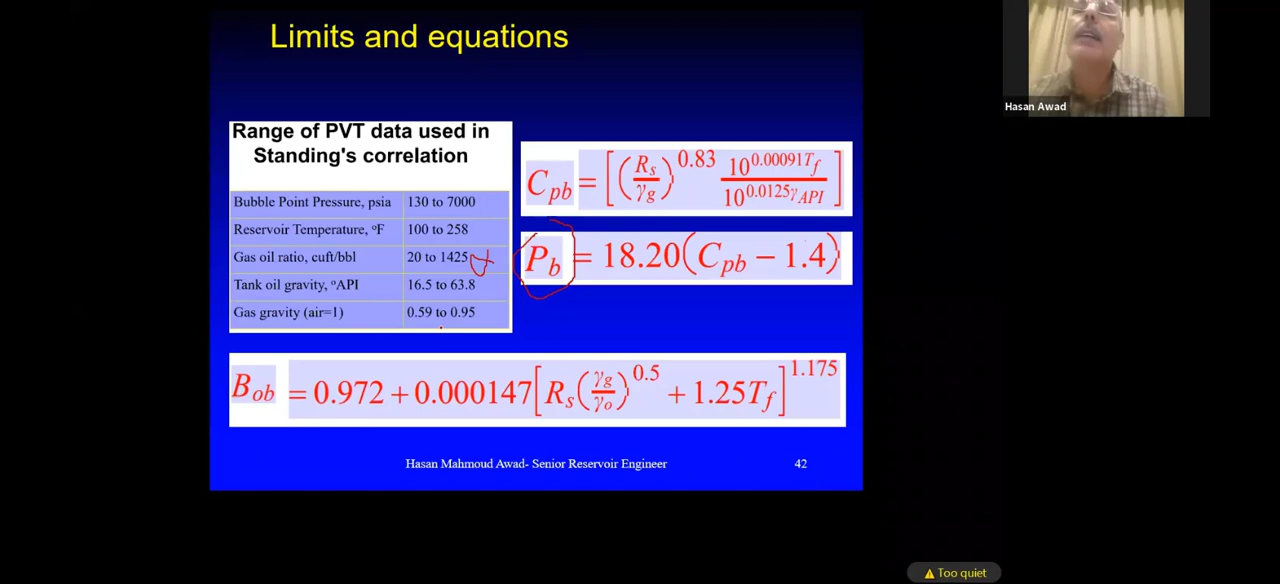 Limits and equations
Hasan Awad
Range of PVT data used in
Standing's correlation
Bubble Point Pressure, psia 130 to 7000
Reservoir Temperature, °F 100 to 258
Gas oil ratio, cuft/bbl 20 to 1425
Tank oil gravity, °API 16.5 to 63.8
Gas gravity (air=1) 0.59 to 0.95
C_pb = [(R_s/γ_g)^0.83 10^0.00091T_f / 10^0.0125γ_API]
P_b = 18.20(C_pb − 1.4)
B_ob = 0.972 + 0.000147[R_s(γ_g/γ_o)^0.5 + 1.25T_f]^1.175
Hasan Mahmoud Awad- Senior Reservoir Engineer 42
Too quiet